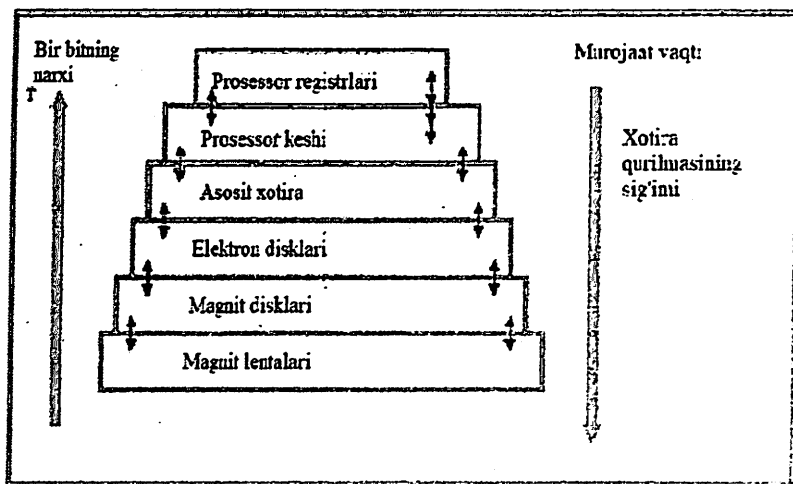 Bir bitning
narxi
Murojaat vaqti
Prosessor registrlari
Prosessor keshi
Asosit xotira
Elektron disklari
Magnit disklari
Magnit lentalari
Xotira
qurilmasining
sig'imi